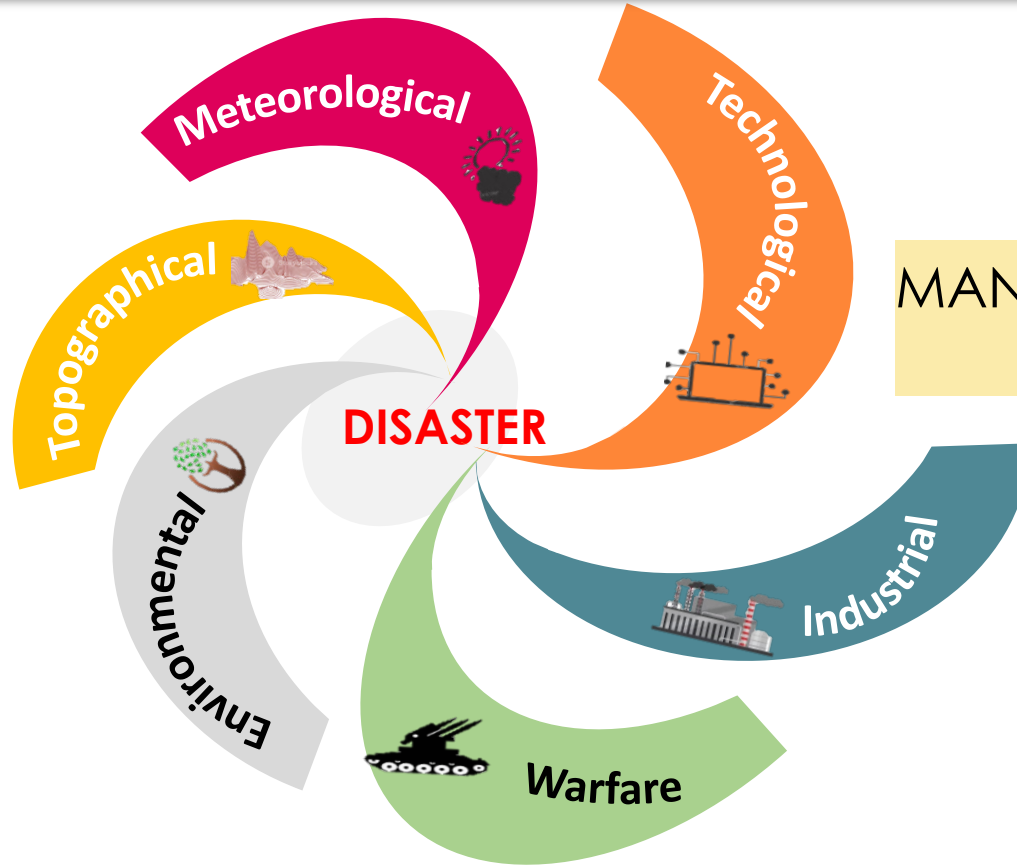 Meteorological
Technological
Topographical
MAN
DISASTER
Environmental
Industrial
Warfare